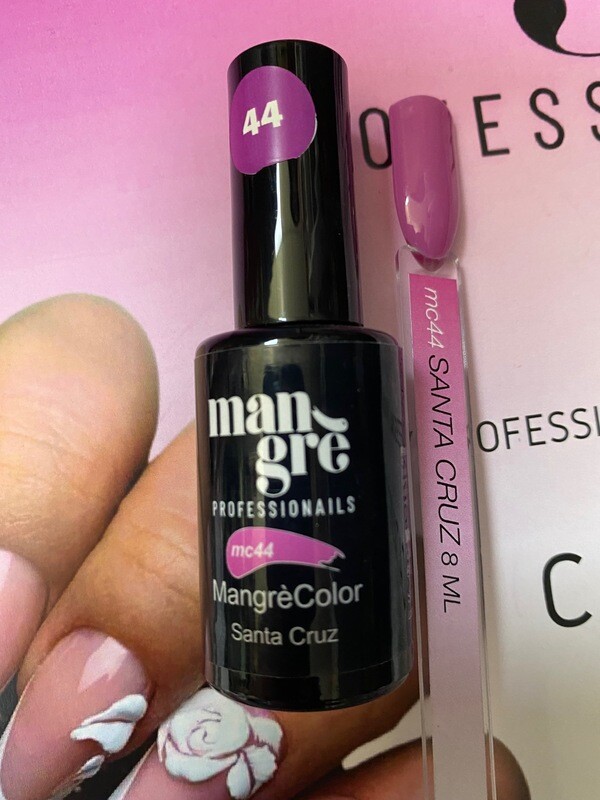 44
man
grè
PROFESSIONAILS
mc44
MangrèColor
Santa Cruz
mc44 SANTA CRUZ 8 ML
OFESS
OFESSI
C